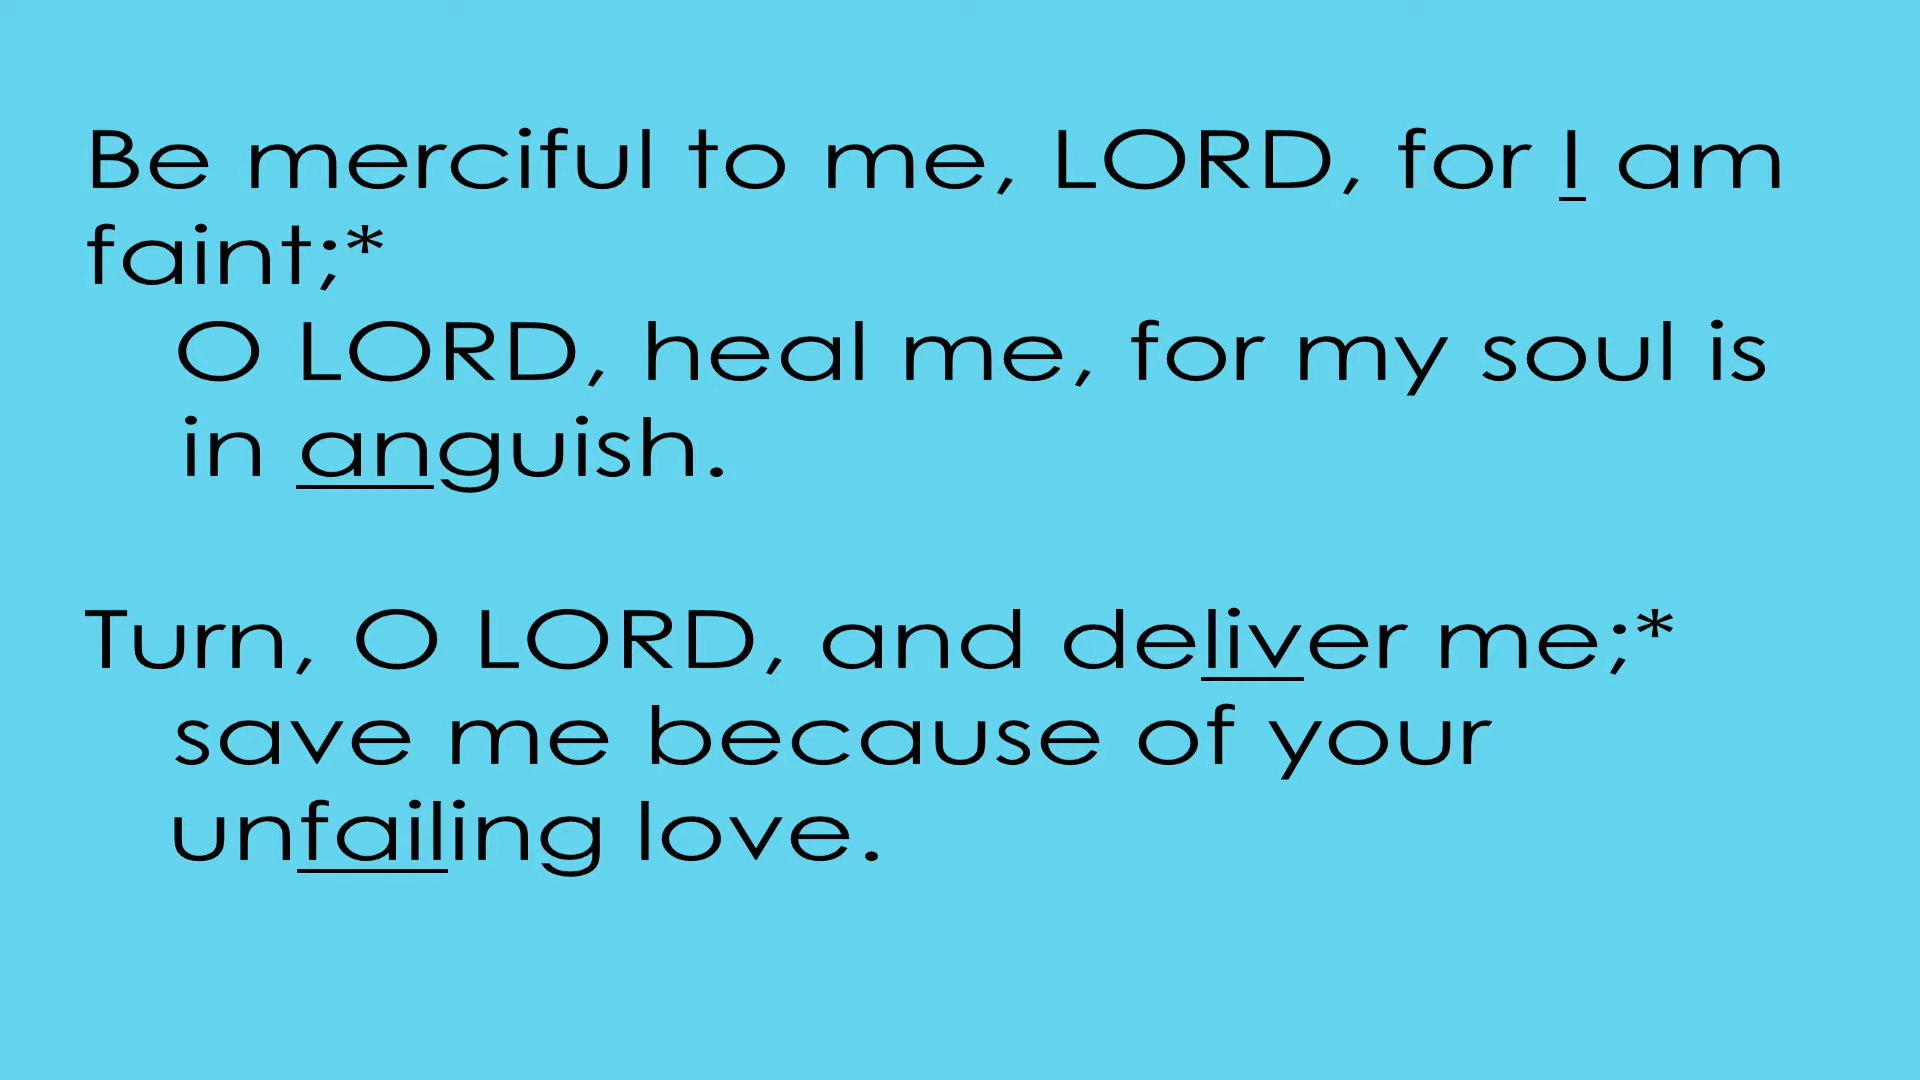 Be merciful to me, LORD, for I am
faint;*
O LORD, heal me, for my soul is
in anguish.
Turn, O LORD, and deliver me;*
save me because of your
unfailing love.